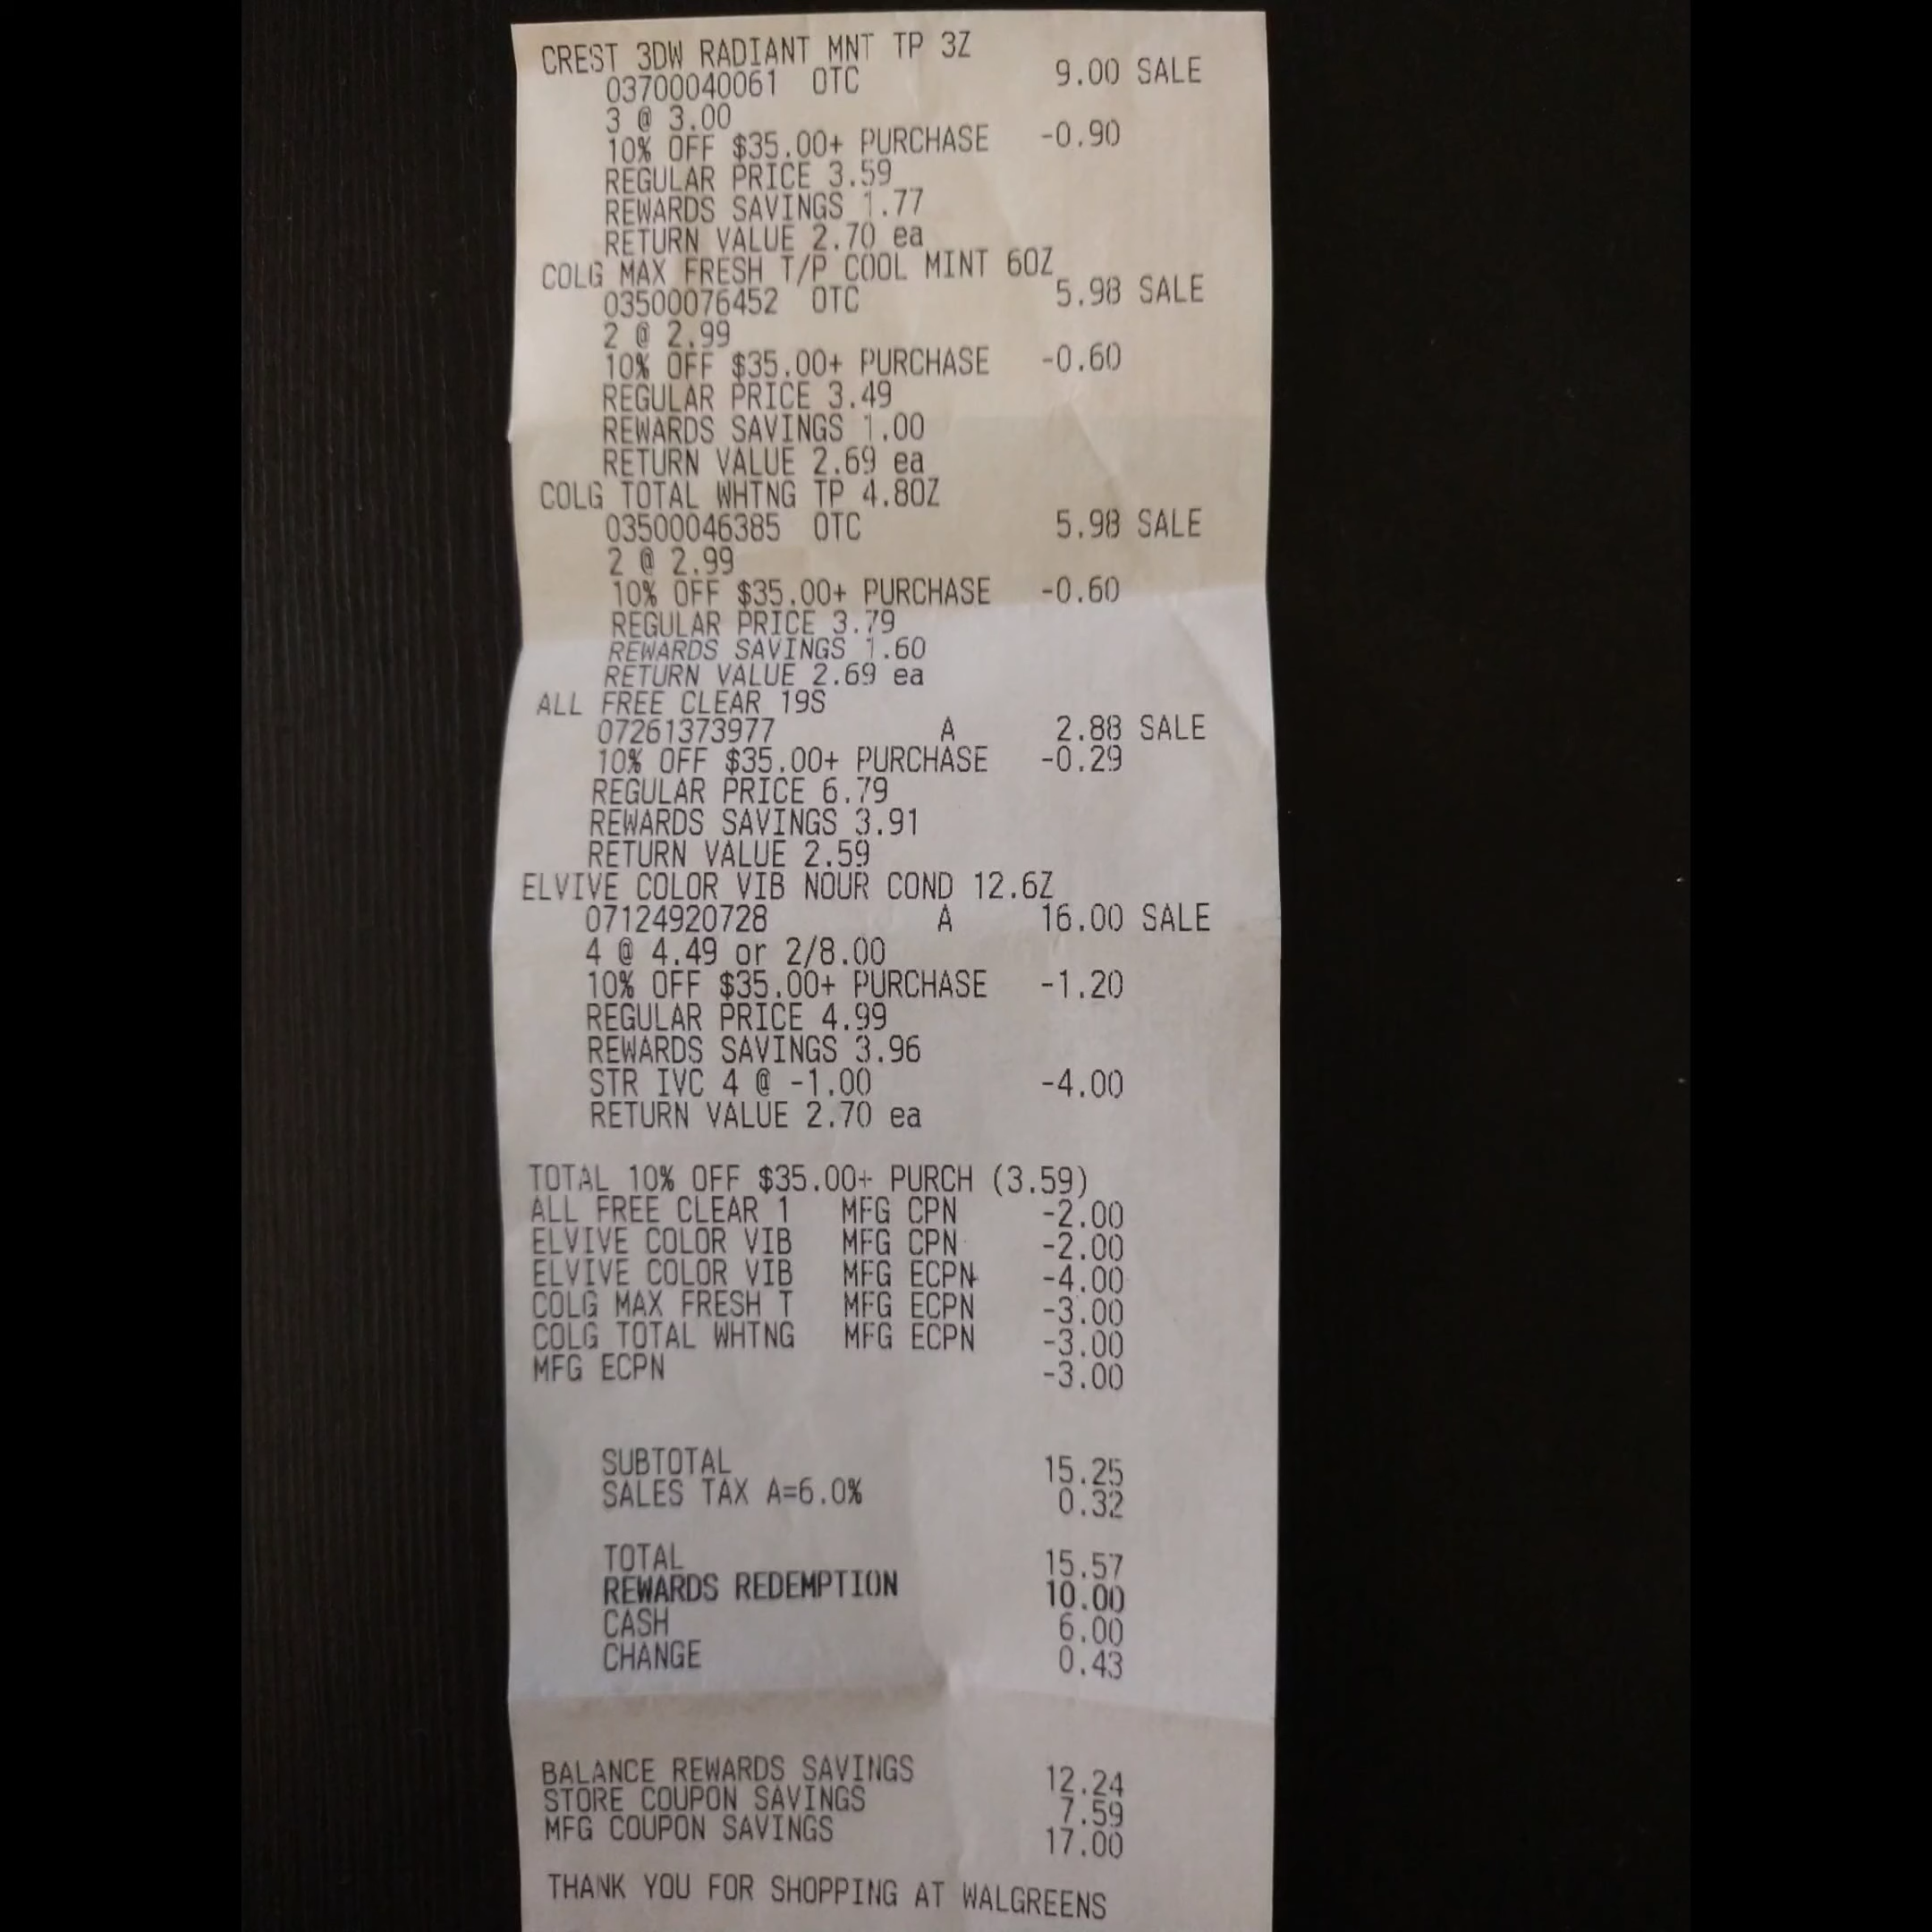 CREST 3DW RADIANT MNT TP 3Z
03700040061 OTC 9.00 SALE
3 @ 3.00
10% OFF $35.00+ PURCHASE -0.90
REGULAR PRICE 3.59
REWARDS SAVINGS 1.77
RETURN VALUE 2.70 ea
COLG MAX FRESH T/P COOL MINT 6OZ
03500076452 OTC 5.98 SALE
2 @ 2.99
10% OFF $35.00+ PURCHASE -0.60
REGULAR PRICE 3.49
REWARDS SAVINGS 1.00
RETURN VALUE 2.69 ea
COLG TOTAL WHTNG TP 4.8OZ
03500046385 OTC 5.98 SALE
2 @ 2.99
10% OFF $35.00+ PURCHASE -0.60
REGULAR PRICE 3.79
REWARDS SAVINGS 1.60
RETURN VALUE 2.69 ea
ALL FREE CLEAR 19S
07261373977 A 2.88 SALE
10% OFF $35.00+ PURCHASE -0.29
REGULAR PRICE 6.79
REWARDS SAVINGS 3.91
RETURN VALUE 2.59
ELVIVE COLOR VIB NOUR COND 12.6Z
07124920728 A 16.00 SALE
4 @ 4.49 or 2/8.00
10% OFF $35.00+ PURCHASE -1.20
REGULAR PRICE 4.99
REWARDS SAVINGS 3.96
STR IVC 4 @ -1.00 -4.00
RETURN VALUE 2.70 ea
TOTAL 10% OFF $35.00+ PURCH (3.59)
ALL FREE CLEAR 1 MFG CPN -2.00
ELVIVE COLOR VIB MFG CPN -2.00
ELVIVE COLOR VIB MFG ECPN -4.00
COLG MAX FRESH T MFG ECPN -3.00
COLG TOTAL WHTNG MFG ECPN -3.00
MFG ECPN -3.00
SUBTOTAL 15.25
SALES TAX A=6.0% 0.32
TOTAL 15.57
REWARDS REDEMPTION 10.00
CASH 6.00
CHANGE 0.43
BALANCE REWARDS SAVINGS 12.24
STORE COUPON SAVINGS 7.59
MFG COUPON SAVINGS 17.00
THANK YOU FOR SHOPPING AT WALGREENS